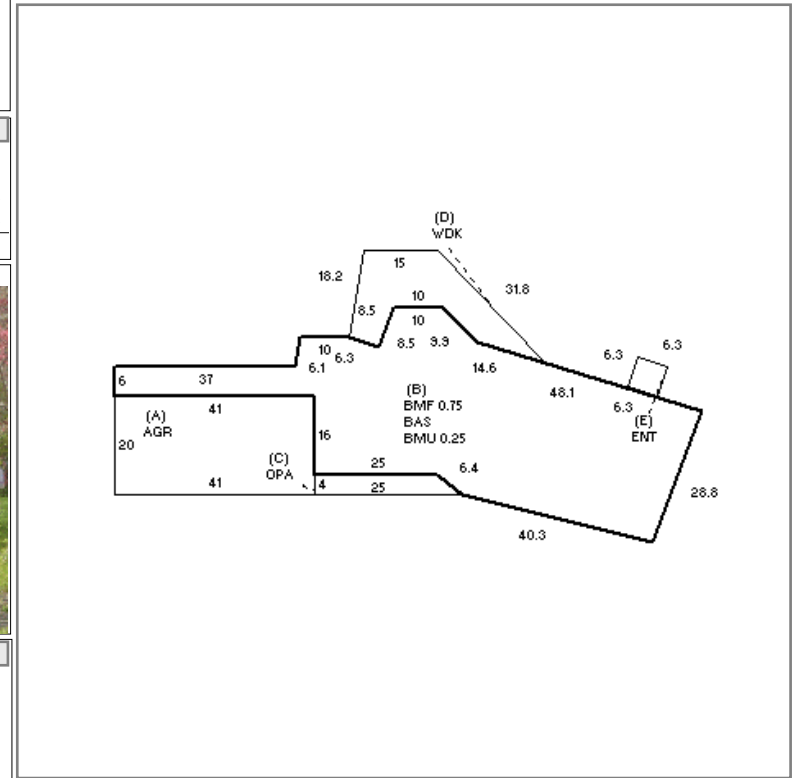 (D)
WDK
18.2
15
31.8
8.5
10
10
10
6.3
8.5
9.9
6.1
14.6
6.3
6.3
6
37
48.1
6.3
(B)
BMF 0.75
BAS
BMU 0.25
(A)
AGR
41
16
(E)
ENT
20
(C)
OPA
25
6.4
41
4
25
28.8
40.3